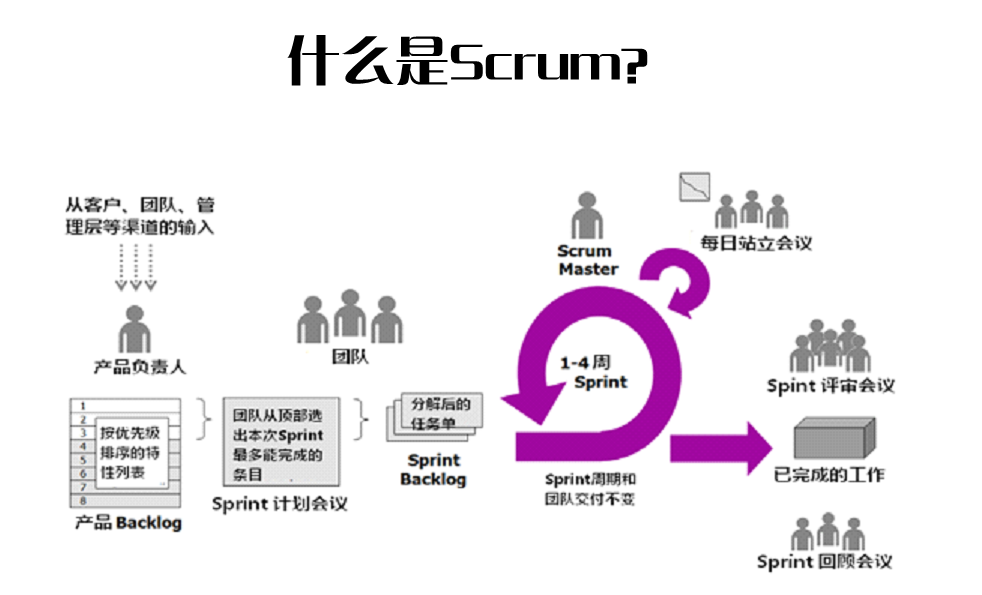 什么是Scrum?
从客户、团队、管
理层等渠道的输入
产品负责人
1
2
3
4
5
6
7
8
按优先级
排序的特
性列表
产品 Backlog
团队
团队从顶部选
出本次Sprint
最多能完成的
条目
Sprint 计划会议
分解后的
任务单
Sprint
Backlog
Scrum
Master
1-4 周
Sprint
Sprint周期和
团队交付不变
每日站立会议
Spint 评审会议
已完成的工作
Sprint 回顾会议